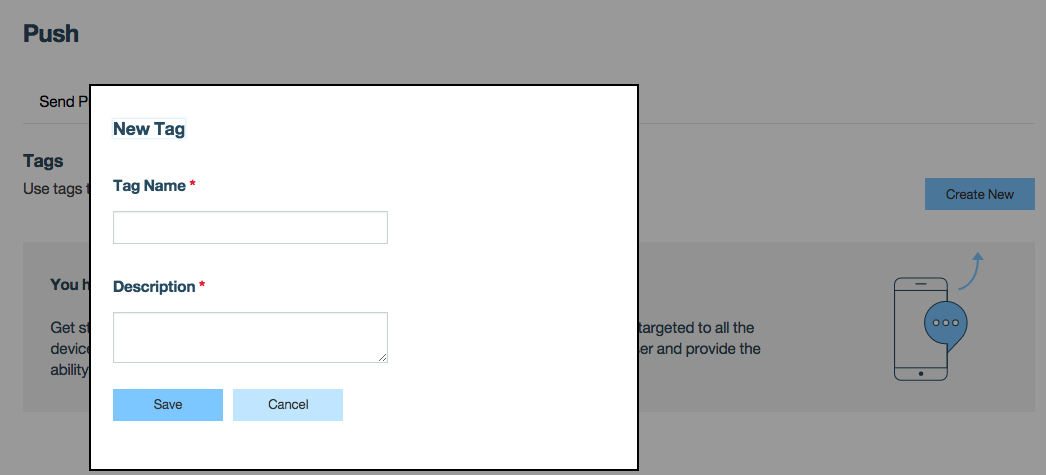 Push
Send P
New Tag
Tags
Use tags
Tag Name *
Create New
You h
Description *
Get st
targeted to all the
device
er and provide the
ability
Save
Cancel